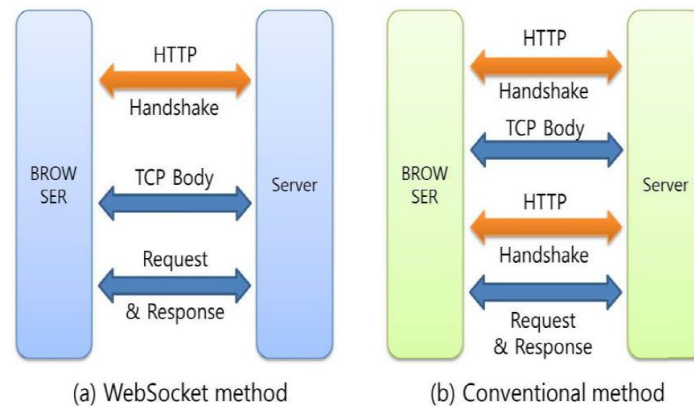 BROW
SER
HTTP
Handshake
TCP Body
Request
& Response
Server
(a) WebSocket method
BROW
SER
HTTP
Handshake
TCP Body
HTTP
Handshake
Request
& Response
Server
(b) Conventional method